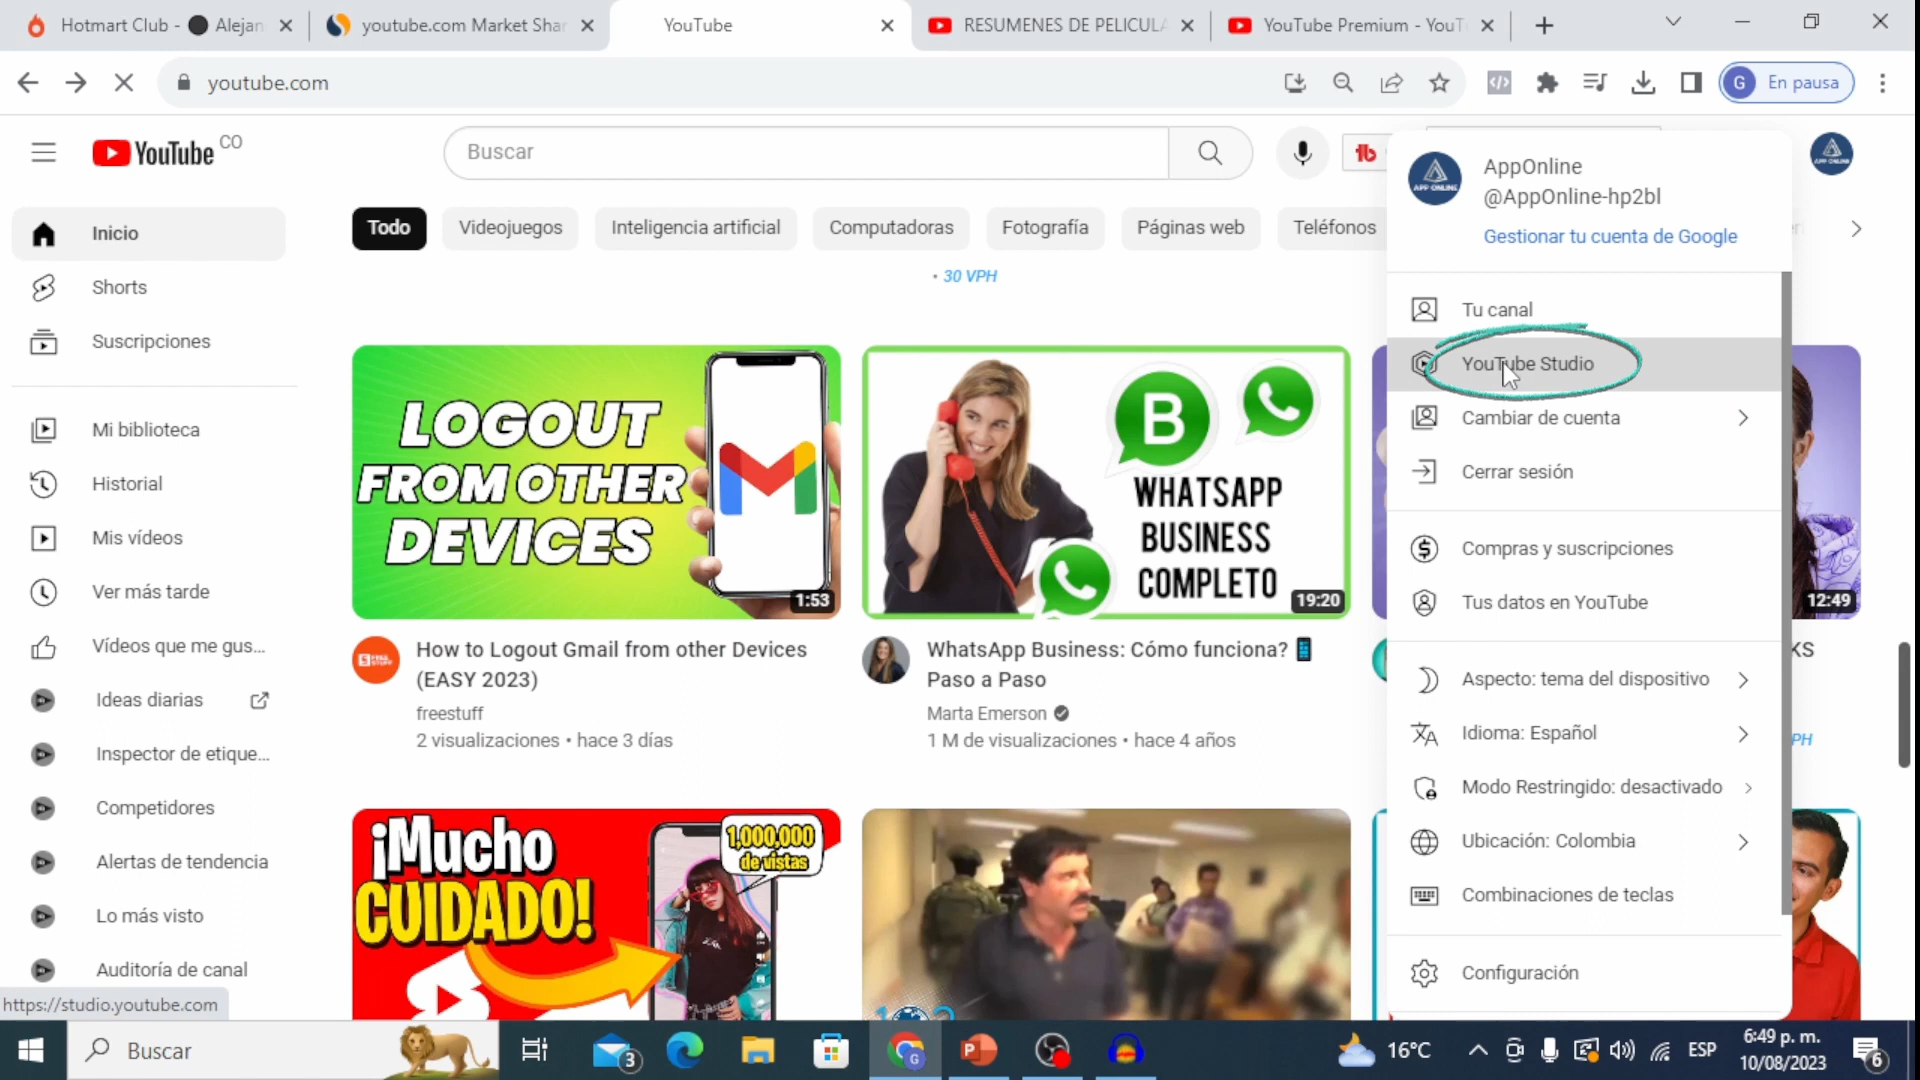 Hotmart Club - Alejan
youtube.com Market Shar
YouTube
RESUMENES DE PELICULA
YouTube Premium - YouT
youtube.com
G
En pausa
YouTube CO
Buscar
APP ONLINE
AppOnline
@AppOnline-hp2bl
Gestionar tu cuenta de Google
Inicio
Shorts
Suscripciones
Mi biblioteca
Historial
Mis vídeos
Ver más tarde
Vídeos que me gus...
Ideas diarias
Inspector de etique...
Competidores
Alertas de tendencia
Lo más visto
Auditoría de canal
https://studio.youtube.com
Todo
Videojuegos
Inteligencia artificial
Computadoras
Fotografía
Páginas web
Teléfonos
• 30 VPH
LOGOUT
FROM OTHER
DEVICES
1:53
How to Logout Gmail from other Devices
(EASY 2023)
freestuff
2 visualizaciones • hace 3 días
B
WHATSAPP
BUSINESS
COMPLETO
19:20
WhatsApp Business: Cómo funciona?
Paso a Paso
Marta Emerson
1 M de visualizaciones • hace 4 años
12:49
KS
PH
¡Mucho
CUIDADO!
1,000,000
de vistas
Tu canal
YouTube Studio
Cambiar de cuenta
Cerrar sesión
Compras y suscripciones
Tus datos en YouTube
Aspecto: tema del dispositivo
Idioma: Español
Modo Restringido: desactivado
Ubicación: Colombia
Combinaciones de teclas
Configuración
Buscar
3
G
P
16°C
ESP
6:49 p. m.
10/08/2023
6